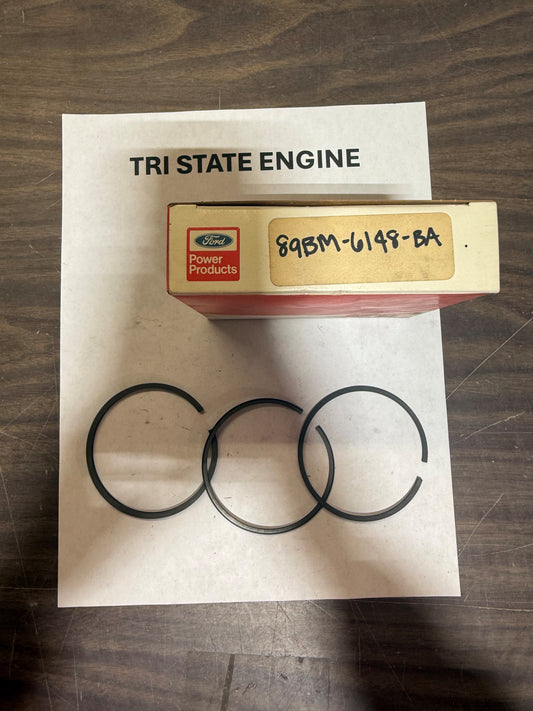 TRI STATE ENGINE
Ford
Power
Products
89BM-6148-BA